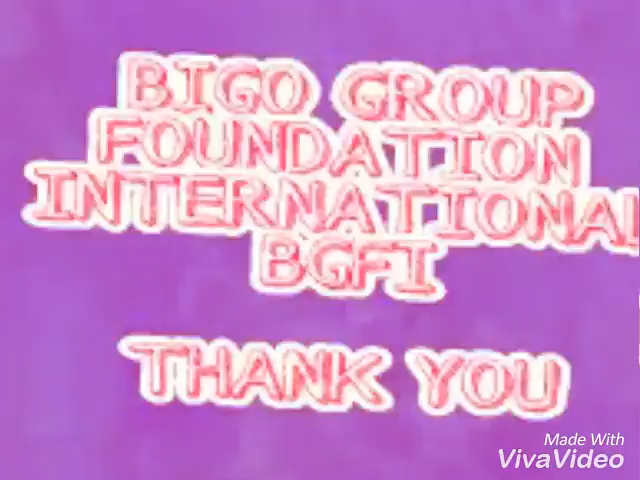 BIGO GROUP
FOUNDATION
INTERNATIONAL
BGFI
THANK YOU
Made With
VivaVideo